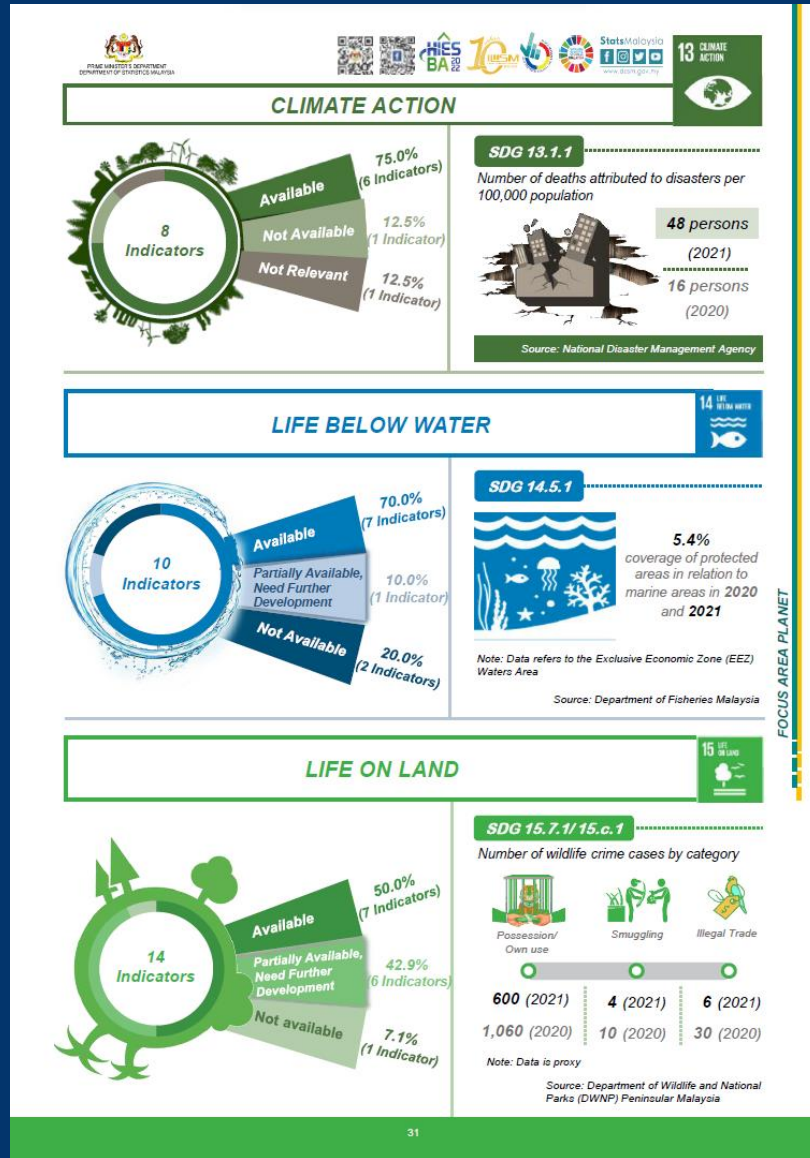 PRIME MINISTER'S DEPARTMENT
DEPARTMENT OF STATISTICS MALAYSIA
HIES
BA 2022
StatsMalaysia
www.dosm.gov.my
13 CLIMATE
ACTION
CLIMATE ACTION
8
Indicators
Available
75.0%
(6 Indicators)
Not Available
12.5%
(1 Indicator)
Not Relevant
12.5%
(1 Indicator)
SDG 13.1.1
Number of deaths attributed to disasters per
100,000 population
48 persons
(2021)
16 persons
(2020)
Source: National Disaster Management Agency
LIFE BELOW WATER
14 LIFE
BELOW WATER
10
Indicators
Available
70.0%
(7 Indicators)
Partially Available,
Need Further
Development
10.0%
(1 Indicator)
Not Available
20.0%
(2 Indicators)
SDG 14.5.1
5.4%
coverage of protected
areas in relation to
marine areas in 2020
and 2021
Note: Data refers to the Exclusive Economic Zone (EEZ)
Waters Area
Source: Department of Fisheries Malaysia
FOCUS AREA PLANET
LIFE ON LAND
15 LIFE
ON LAND
14
Indicators
Available
50.0%
(7 Indicators)
Partially Available,
Need Further
Development
42.9%
(6 Indicators)
Not available
7.1%
(1 Indicator)
SDG 15.7.1/ 15.c.1
Number of wildlife crime cases by category
Possession/
Own use
Smuggling
Illegal Trade
600 (2021)
4 (2021)
6 (2021)
1,060 (2020)
10 (2020)
30 (2020)
Note: Data is proxy
Source: Department of Wildlife and National
Parks (DWNP) Peninsular Malaysia
31